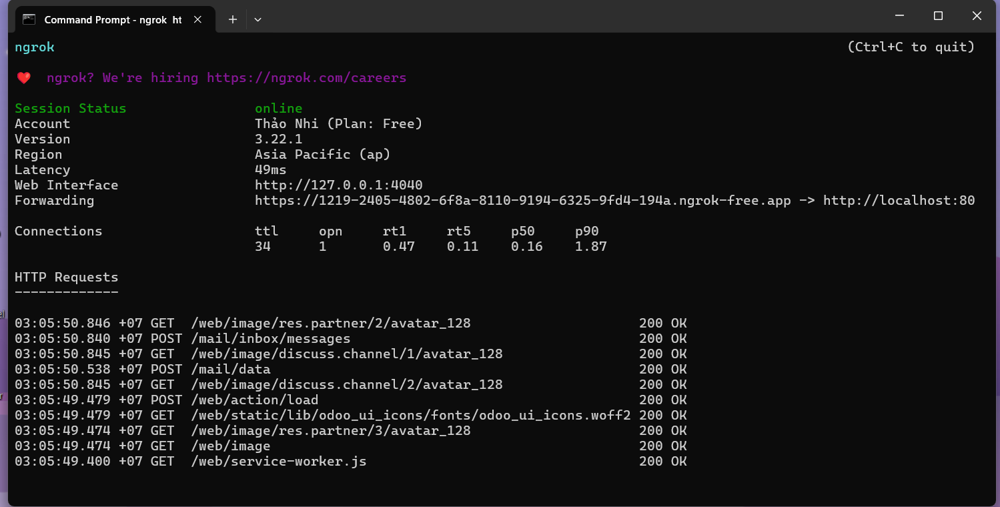 Command Prompt - ngrok ht
ngrok (Ctrl+C to quit)
❤️ ngrok? We're hiring https://ngrok.com/careers
Session Status online
Account Thảo Nhi (Plan: Free)
Version 3.22.1
Region Asia Pacific (ap)
Latency 49ms
Web Interface http://127.0.0.1:4040
Forwarding https://1219-2405-4802-6f8a-8110-9194-6325-9fd4-194a.ngrok-free.app -> http://localhost:80
Connections ttl opn rt1 rt5 p50 p90
34 1 0.47 0.11 0.16 1.87
HTTP Requests
-------------
03:05:50.846 +07 GET /web/image/res.partner/2/avatar_128 200 OK
03:05:50.840 +07 POST /mail/inbox/messages 200 OK
03:05:50.845 +07 GET /web/image/discuss.channel/1/avatar_128 200 OK
03:05:50.538 +07 POST /mail/data 200 OK
03:05:50.845 +07 GET /web/image/discuss.channel/2/avatar_128 200 OK
03:05:49.479 +07 POST /web/action/load 200 OK
03:05:49.479 +07 GET /web/static/lib/odoo_ui_icons/fonts/odoo_ui_icons.woff2 200 OK
03:05:49.474 +07 GET /web/image/res.partner/3/avatar_128 200 OK
03:05:49.474 +07 GET /web/image 200 OK
03:05:49.400 +07 GET /web/service-worker.js 200 OK